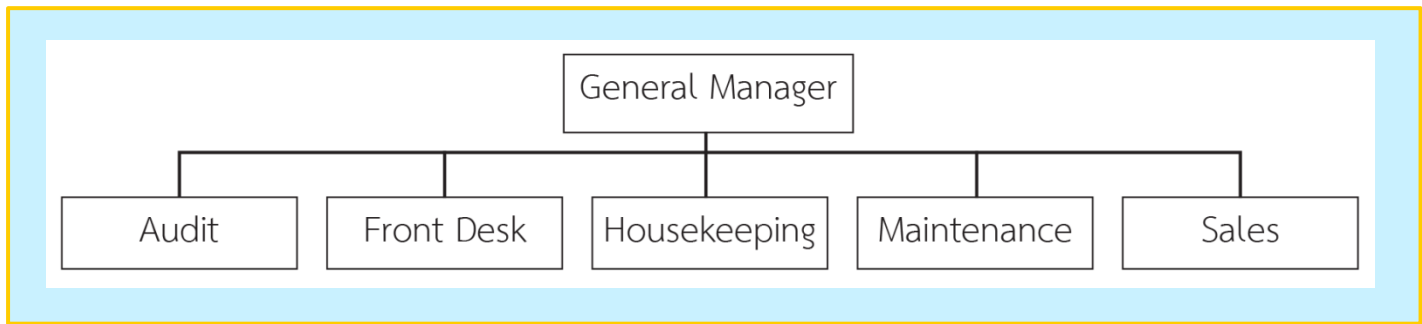 General Manager
Audit
Front Desk
Housekeeping
Maintenance
Sales